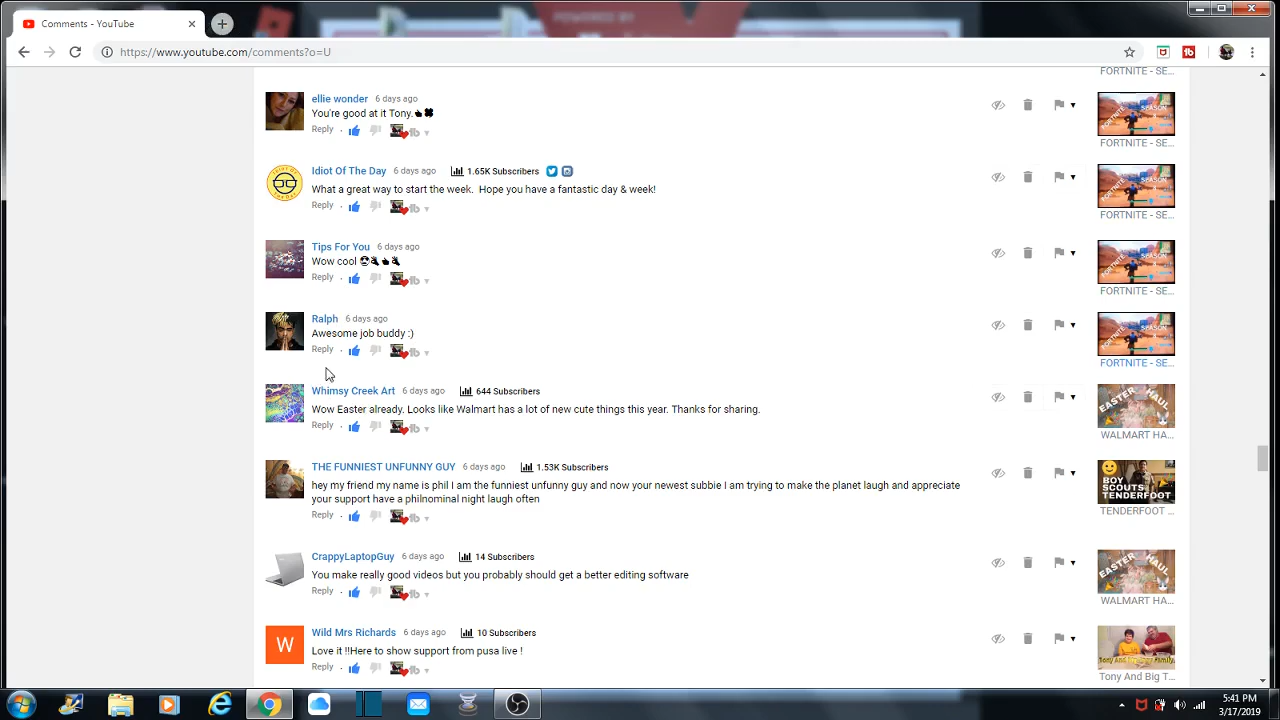 POWERED BY
Comments - YouTube
https://www.youtube.com/comments?o=U
FORTNITE - SE...
ellie wonder 6 days ago
You're good at it Tony.
Reply
FORTNITE SEASON
FORTNITE - SE...
Idiot Of The Day 6 days ago 1.65K Subscribers
What a great way to start the week. Hope you have a fantastic day & week!
Reply
FORTNITE SEASON
FORTNITE - SE...
Tips For You 6 days ago
Wow cool
Reply
FORTNITE SEASON
FORTNITE - SE...
Ralph 6 days ago
Awesome job buddy :)
Reply
FORTNITE SEASON
FORTNITE - SE...
Whimsy Creek Art 6 days ago 644 Subscribers
Wow Easter already. Looks like Walmart has a lot of new cute things this year. Thanks for sharing.
Reply
EASTER HAUL
WALMART HA...
THE FUNNIEST UNFUNNY GUY 6 days ago 1.53K Subscribers
hey my friend my name is phil I am the funniest unfunny guy and now your newest subbie I am trying to make the planet laugh and appreciate
your support have a philnominal night laugh often
Reply
BOY
SCOUTS
TENDERFOOT
TENDERFOOT ...
CrappyLaptopGuy 6 days ago 14 Subscribers
You make really good videos but you probably should get a better editing software
Reply
EASTER HAUL
WALMART HA...
W
Wild Mrs Richards 6 days ago 10 Subscribers
Love it !!Here to show support from pusa live !
Reply
Tony And Big T...
5:41 PM
3/17/2019